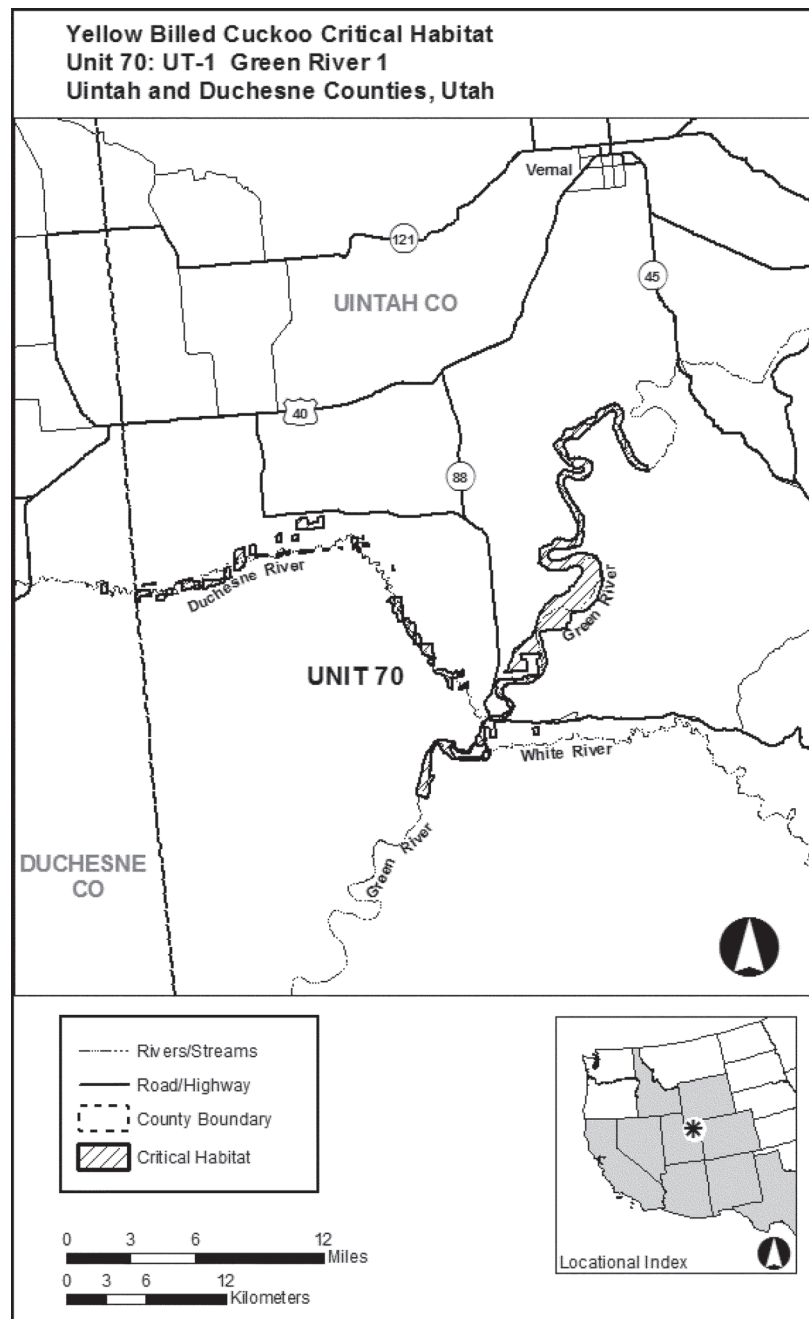 Yellow Billed Cuckoo Critical Habitat
Unit 70: UT-1 Green River 1
Uintah and Duchesne Counties, Utah
Vernal
121
45
UINTAH CO
40
88
Duchesne River
Green River
UNIT 70
White River
Green River
DUCHESNE
CO
Rivers/Streams
Road/Highway
County Boundary
Critical Habitat
0 3 6 12
Miles
0 3 6 12
Kilometers
Locational Index